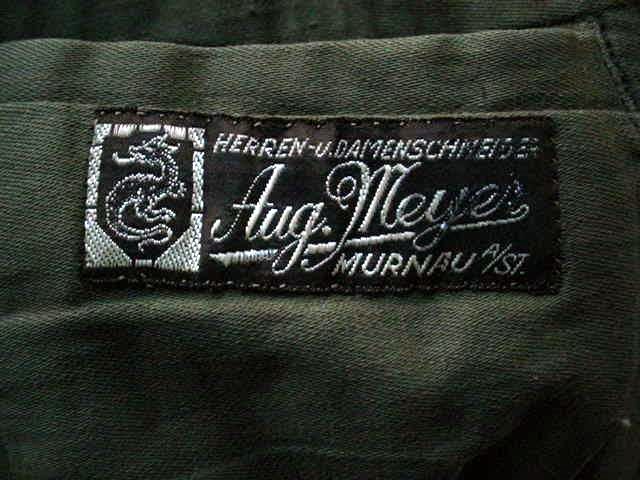 HERREN-U.DAMENSCHNEIDER
Aug. Meyer
MURNAU A/ST.